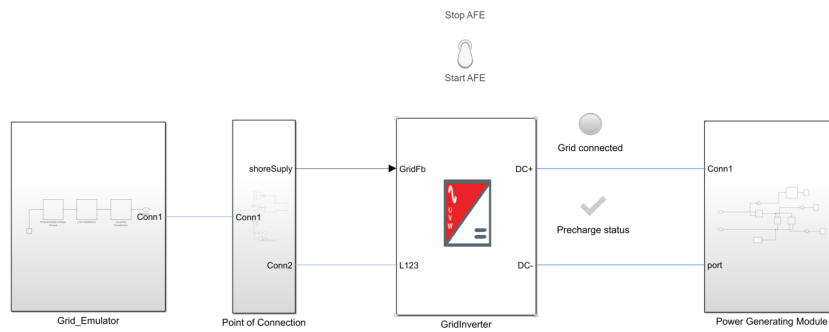 Stop AFE
Start AFE
Grid connected
shoreSuply
GridFb
DC+
Conn1
U
V
W
Conn1
Conn1
Precharge status
Conn2
L123
DC-
port
Grid_Emulator
Point of Connection
GridInverter
Power Generating Module